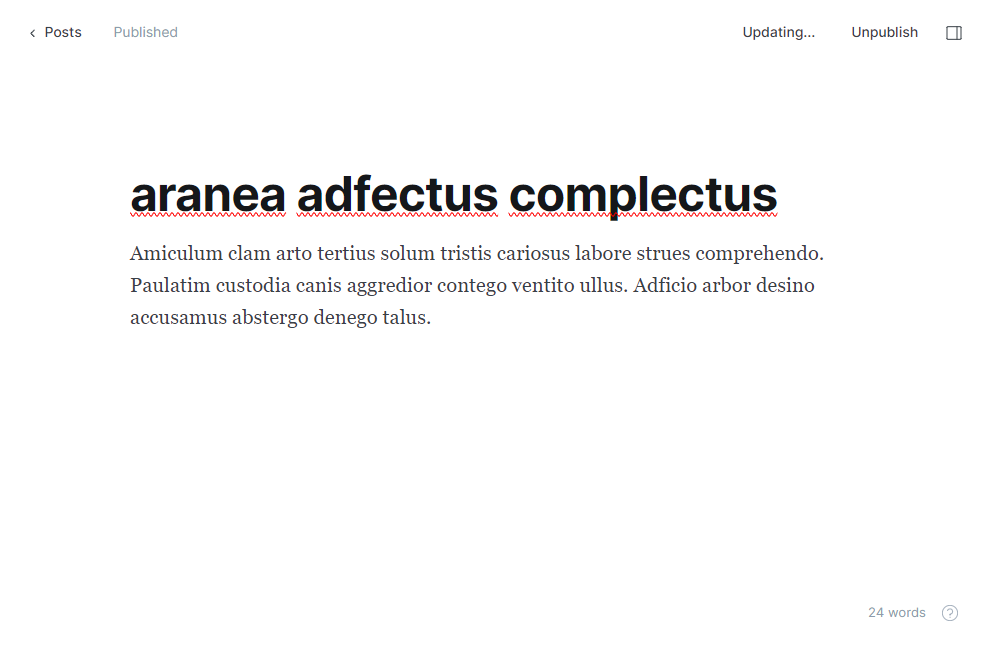 Posts
Published
Updating...
Unpublish
aranea adfectus complectus
Amiculum clam arto tertius solum tristis cariosus labore strues comprehendo.
Paulatim custodia canis aggredior contego ventito ullus. Adficio arbor desino
accusamus abstergo denego talus.
24 words